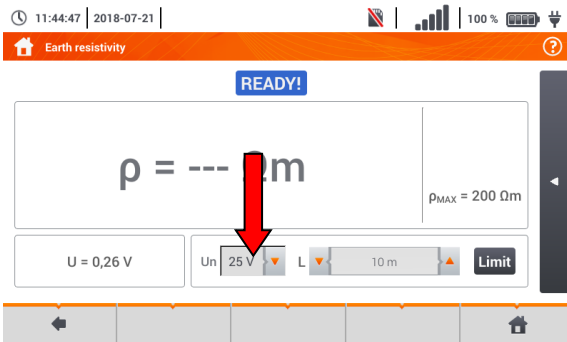 11:44:47 2018-07-21 100 %
Earth resistivity
READY!
ρ = --- Ωm
ρMAX = 200 Ωm
U = 0,26 V
Un 25 V L 10 m Limit